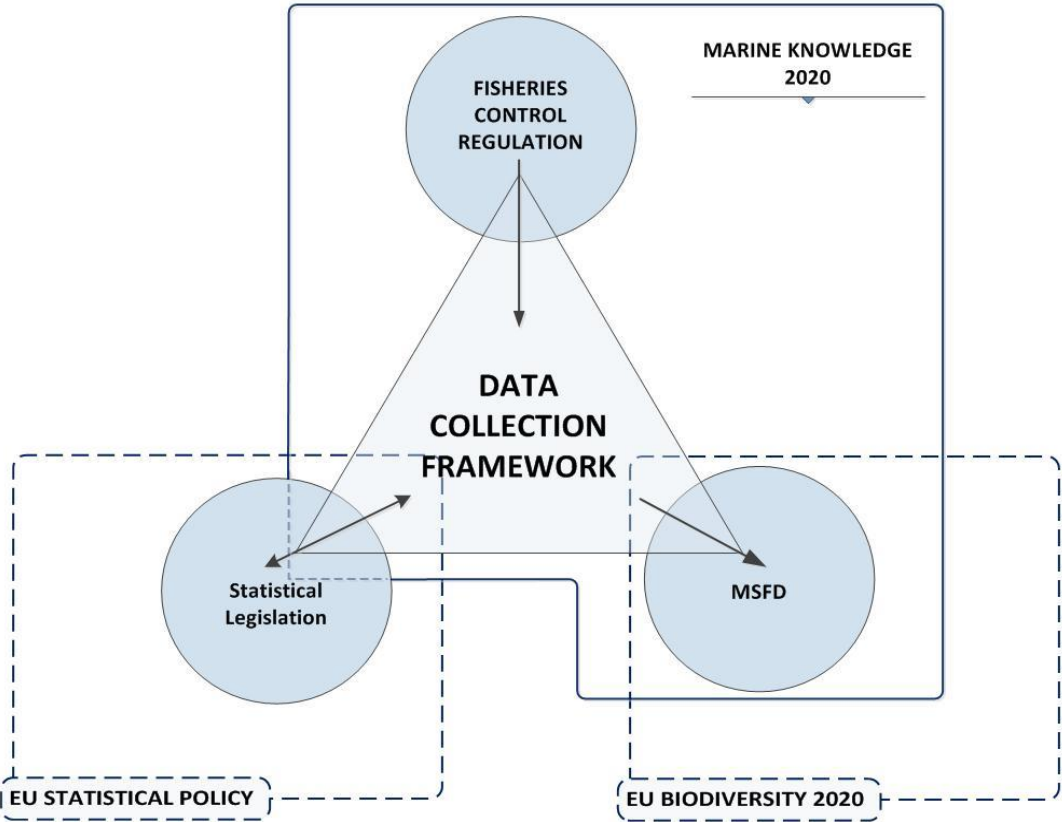 MARINE KNOWLEDGE
2020
FISHERIES
CONTROL
REGULATION
DATA
COLLECTION
FRAMEWORK
Statistical
Legislation
MSFD
EU STATISTICAL POLICY
EU BIODIVERSITY 2020